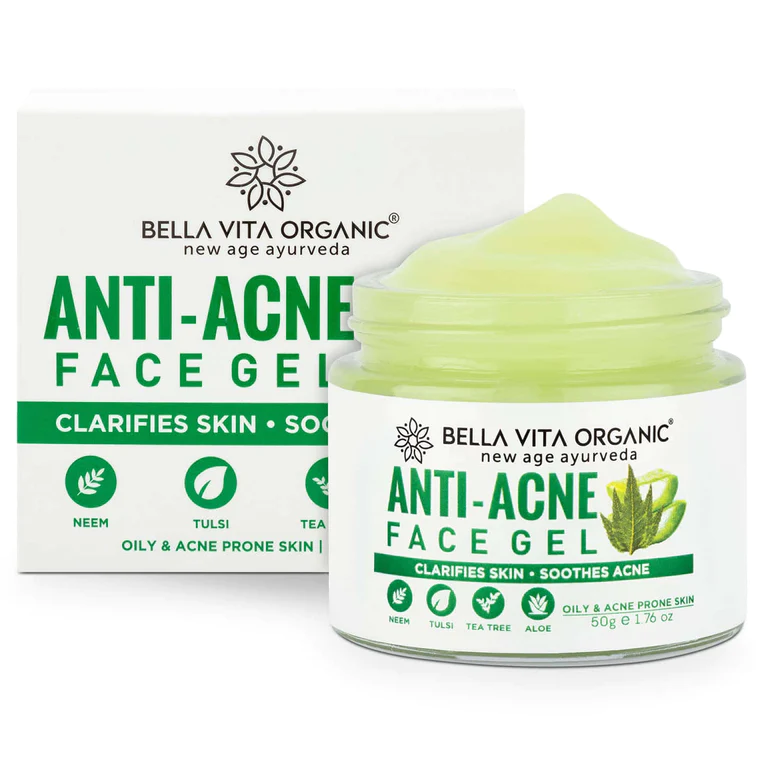 BELLA VITA ORGANIC®
new age ayurveda
ANTI-ACNE
FACE GEL
CLARIFIES SKIN • SOO
NEEM
TULSI
TEA
OILY & ACNE PRONE SKIN |
BELLA VITA ORGANIC®
new age ayurveda
ANTI-ACNE
FACE GEL
CLARIFIES SKIN • SOOTHES ACNE
NEEM
TULSI
TEA TREE
ALOE
OILY & ACNE PRONE SKIN
50g e 1.76 oz